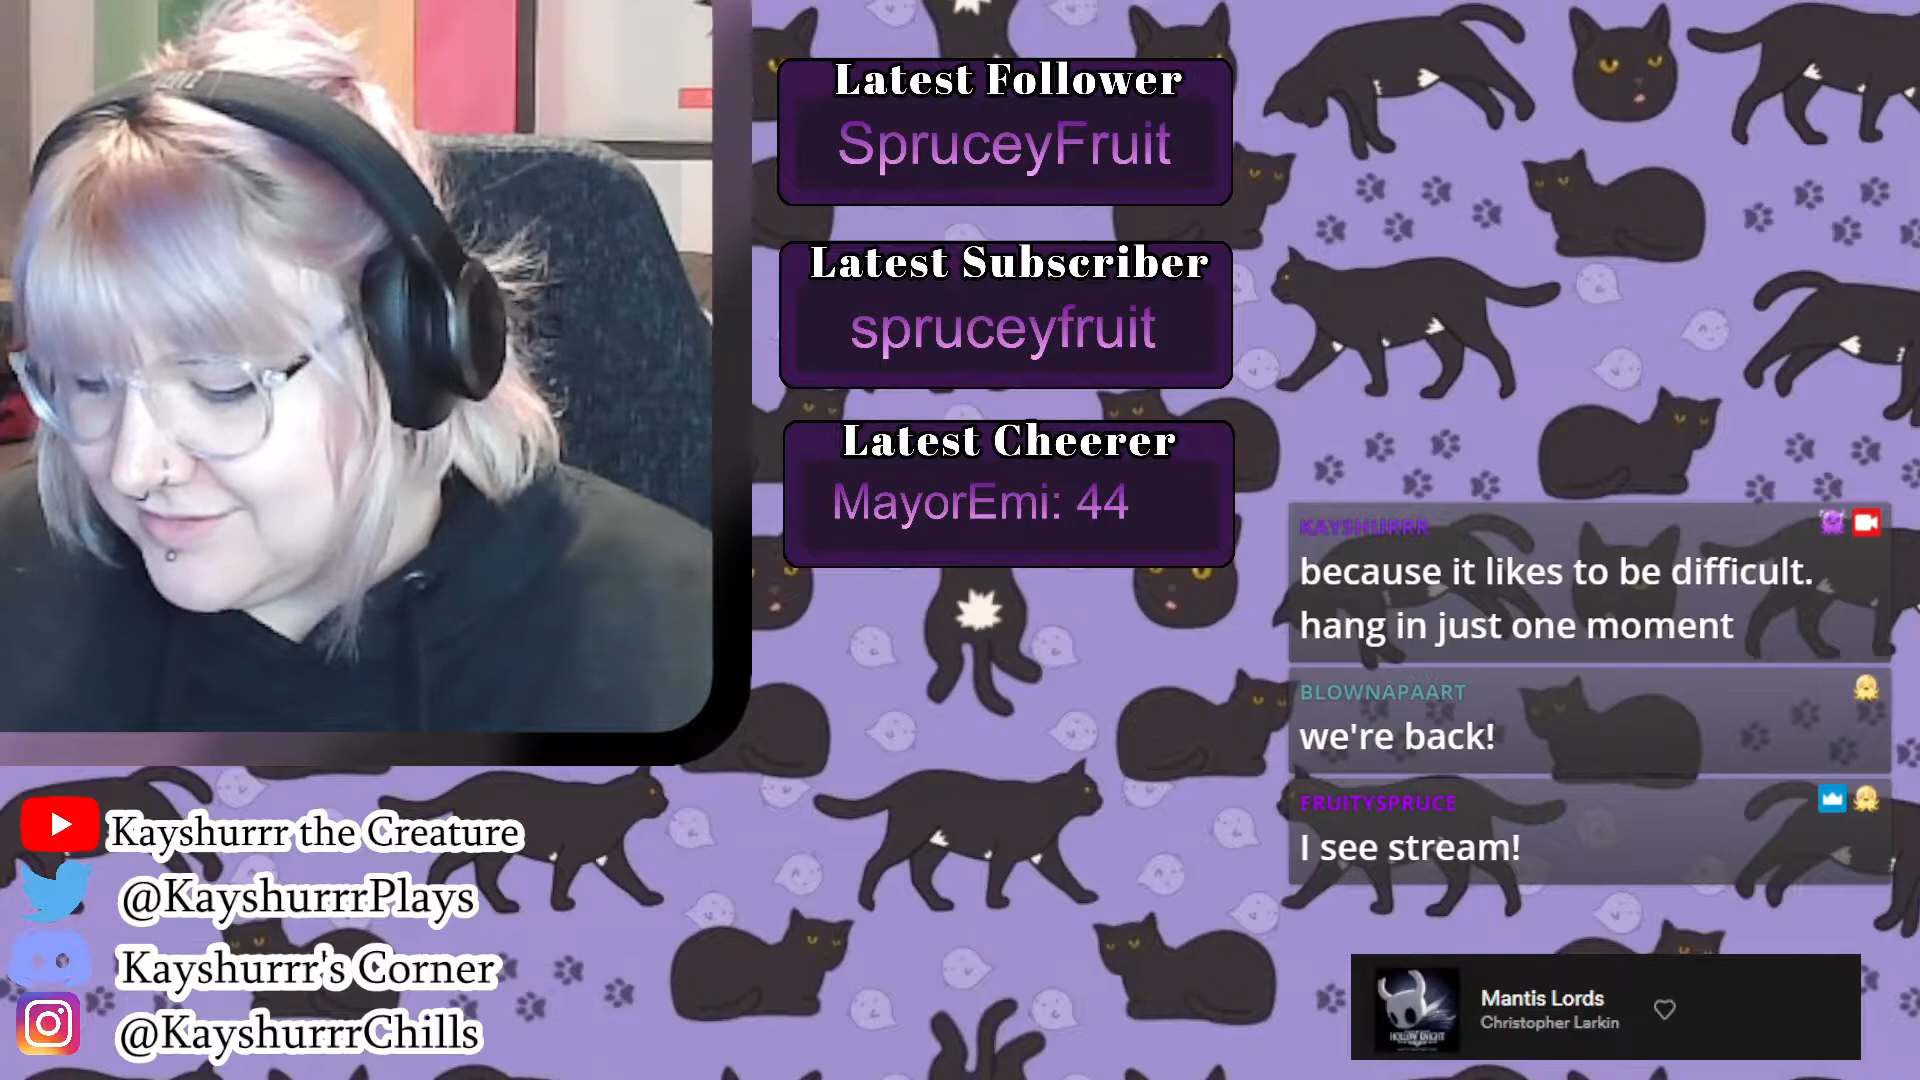 Latest Follower
SpruceyFruit
Latest Subscriber
spruceyfruit
Latest Cheerer
MayorEmi: 44
KAYSHURRR
because it likes to be difficult.
hang in just one moment
BLOWNAPAART
we're back!
FRUITYSPRUCE
I see stream!
Kayshurrr the Creature
@KayshurrrPlays
Kayshurrr's Corner
@KayshurrrChills
Mantis Lords
Christopher Larkin
HOLLOW KNIGHT